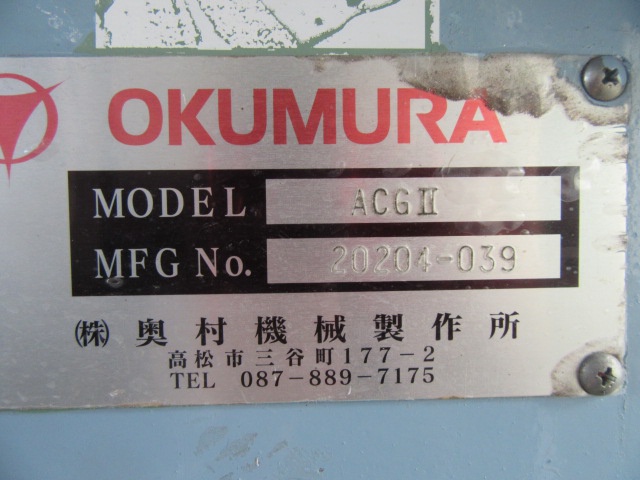 OKUMURA
MODEL ACGⅡ
MFG No. 20204-039
㈱ 奥村機械製作所
高松市三谷町177-2
TEL 087-889-7175